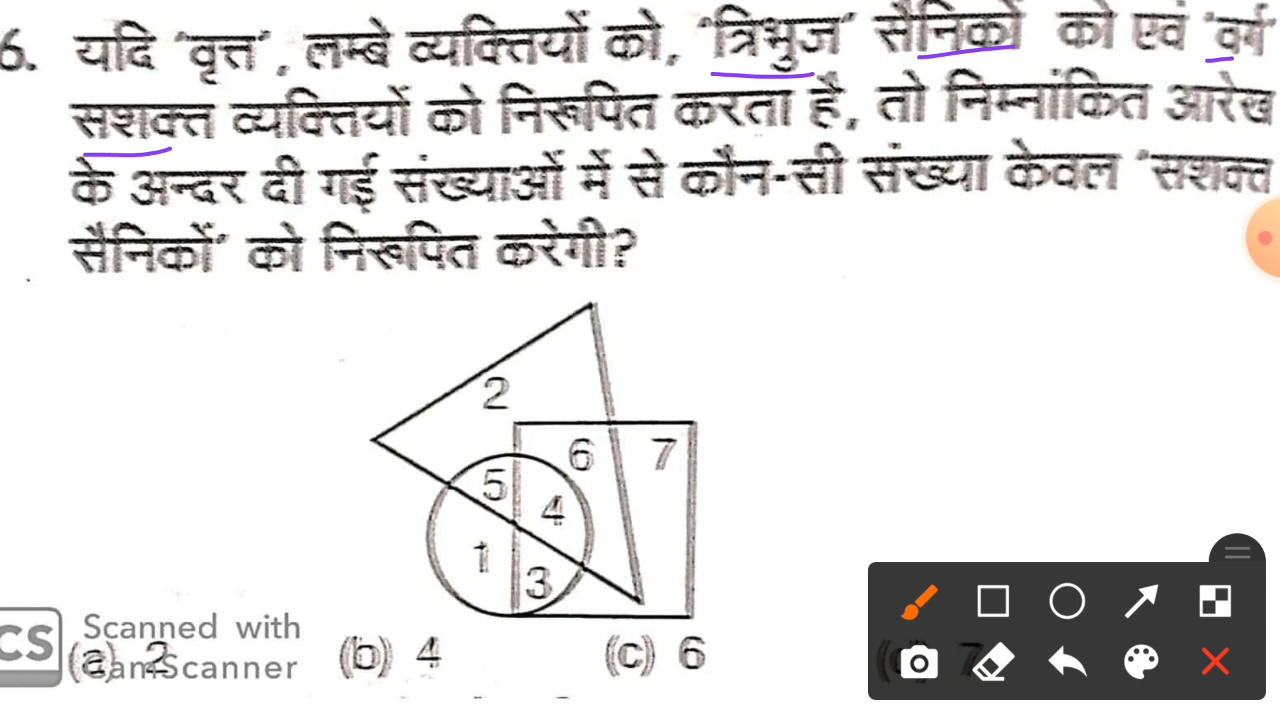 6. यदि 'वृत्त', लम्बे व्यक्तियों को, 'त्रिभुज' सैनिकों को एवं 'वर्ग'
सशक्त व्यक्तियों को निरूपित करता है, तो निम्नांकित आरेख
के अन्दर दी गई संख्याओं में से कौन-सी संख्या केवल 'सशक्त
सैनिकों' को निरूपित करेगी?
2
6 7
5 4
1 3
CS Scanned with
CamScanner
(a) 2 (b) 4 (c) 6 (d) 7